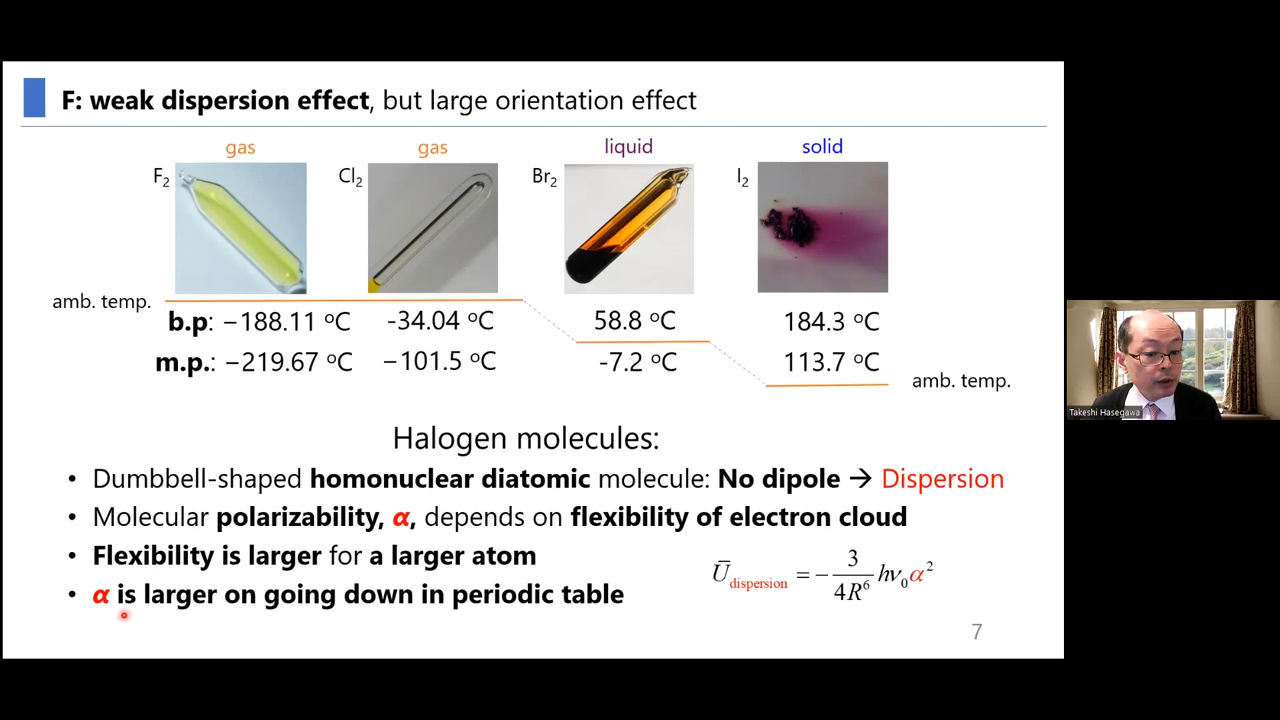 F: weak dispersion effect, but large orientation effect
gas gas liquid solid
F₂ Cl₂ Br₂ I₂
amb. temp.
b.p: −188.11 ᵒC -34.04 ᵒC 58.8 ᵒC 184.3 ᵒC
m.p.: −219.67 ᵒC −101.5 ᵒC -7.2 ᵒC 113.7 ᵒC
amb. temp.
Takeshi Hasegawa
Halogen molecules:
• Dumbbell-shaped homonuclear diatomic molecule: No dipole → Dispersion
• Molecular polarizability, α, depends on flexibility of electron cloud
• Flexibility is larger for a larger atom
• α is larger on going down in periodic table
Ū_dispersion = − 3/4R⁶ hν₀α²
7